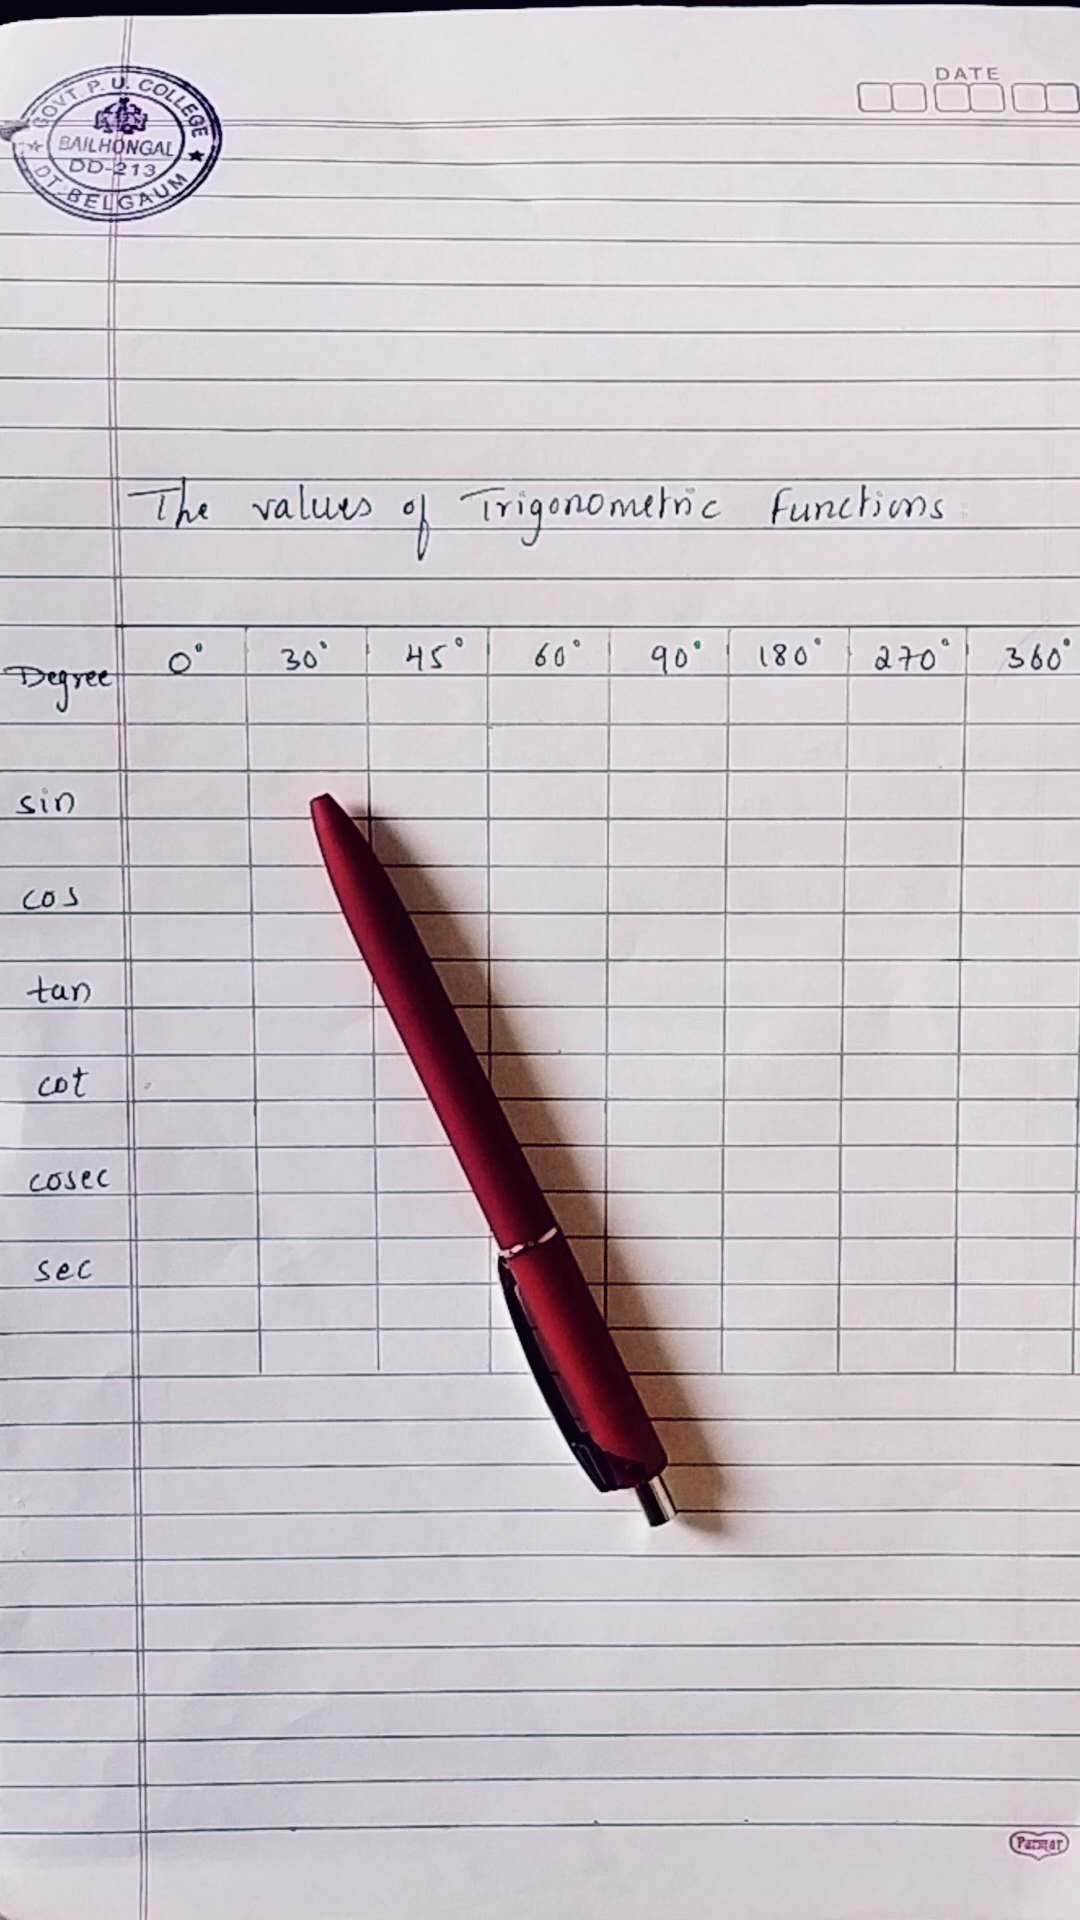 GOVT. P. U. COLLEGE
BAILHONGAL
DD-213
DT. BELGAUM
DATE
The values of Trigonometric Functions
Degree 0° 30° 45° 60° 90° 180° 270° 360°
sin
cos
tan
cot
cosec
sec
Parmar